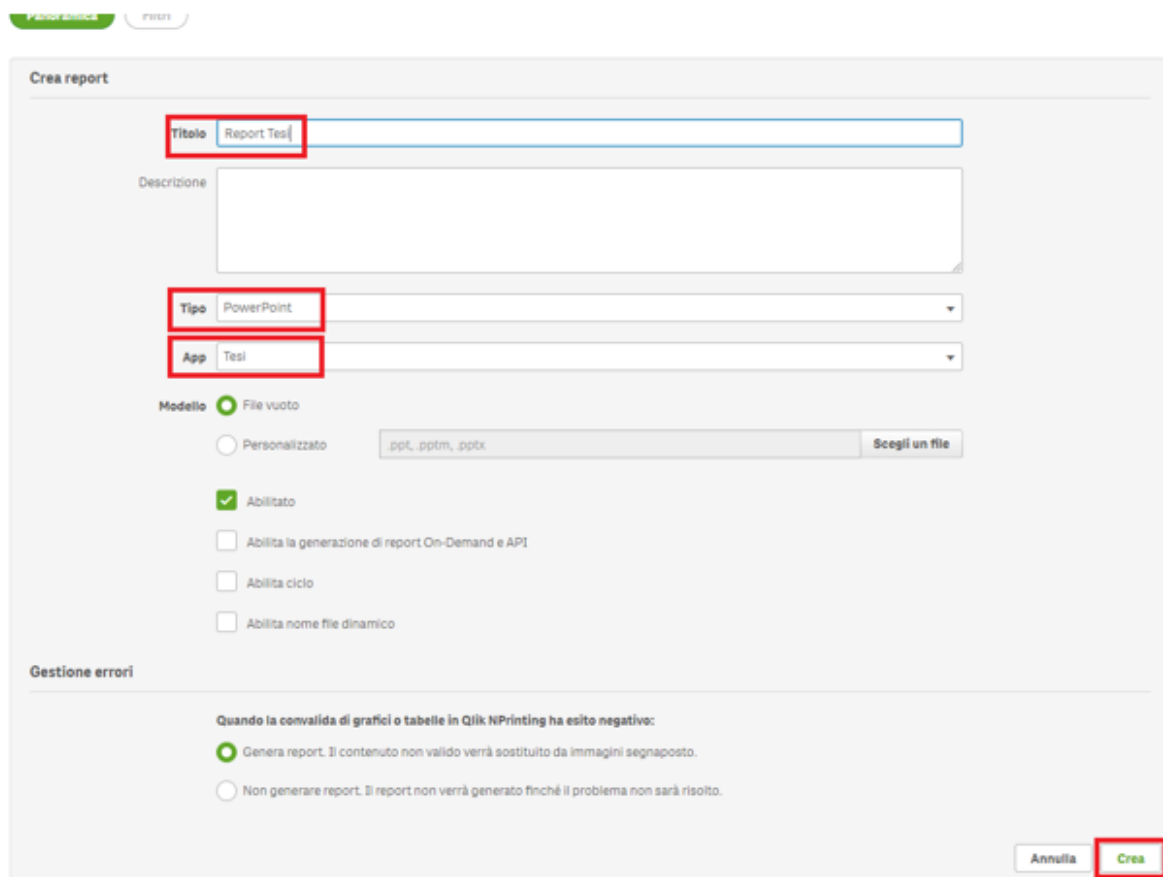 Panoramica Filtri
Crea report
Titolo Report Tesi
Descrizione
Tipo PowerPoint
App Tesi
Modello File vuoto
Personalizzato .ppt, .pptm, .pptx Scegli un file
Abilitato
Abilita la generazione di report On-Demand e API
Abilita ciclo
Abilita nome file dinamico
Gestione errori
Quando la convalida di grafici o tabelle in Qlik NPrinting ha esito negativo:
Genera report. Il contenuto non valido verrà sostituito da immagini segnaposto.
Non generare report. Il report non verrà generato finché il problema non sarà risolto.
Annulla Crea